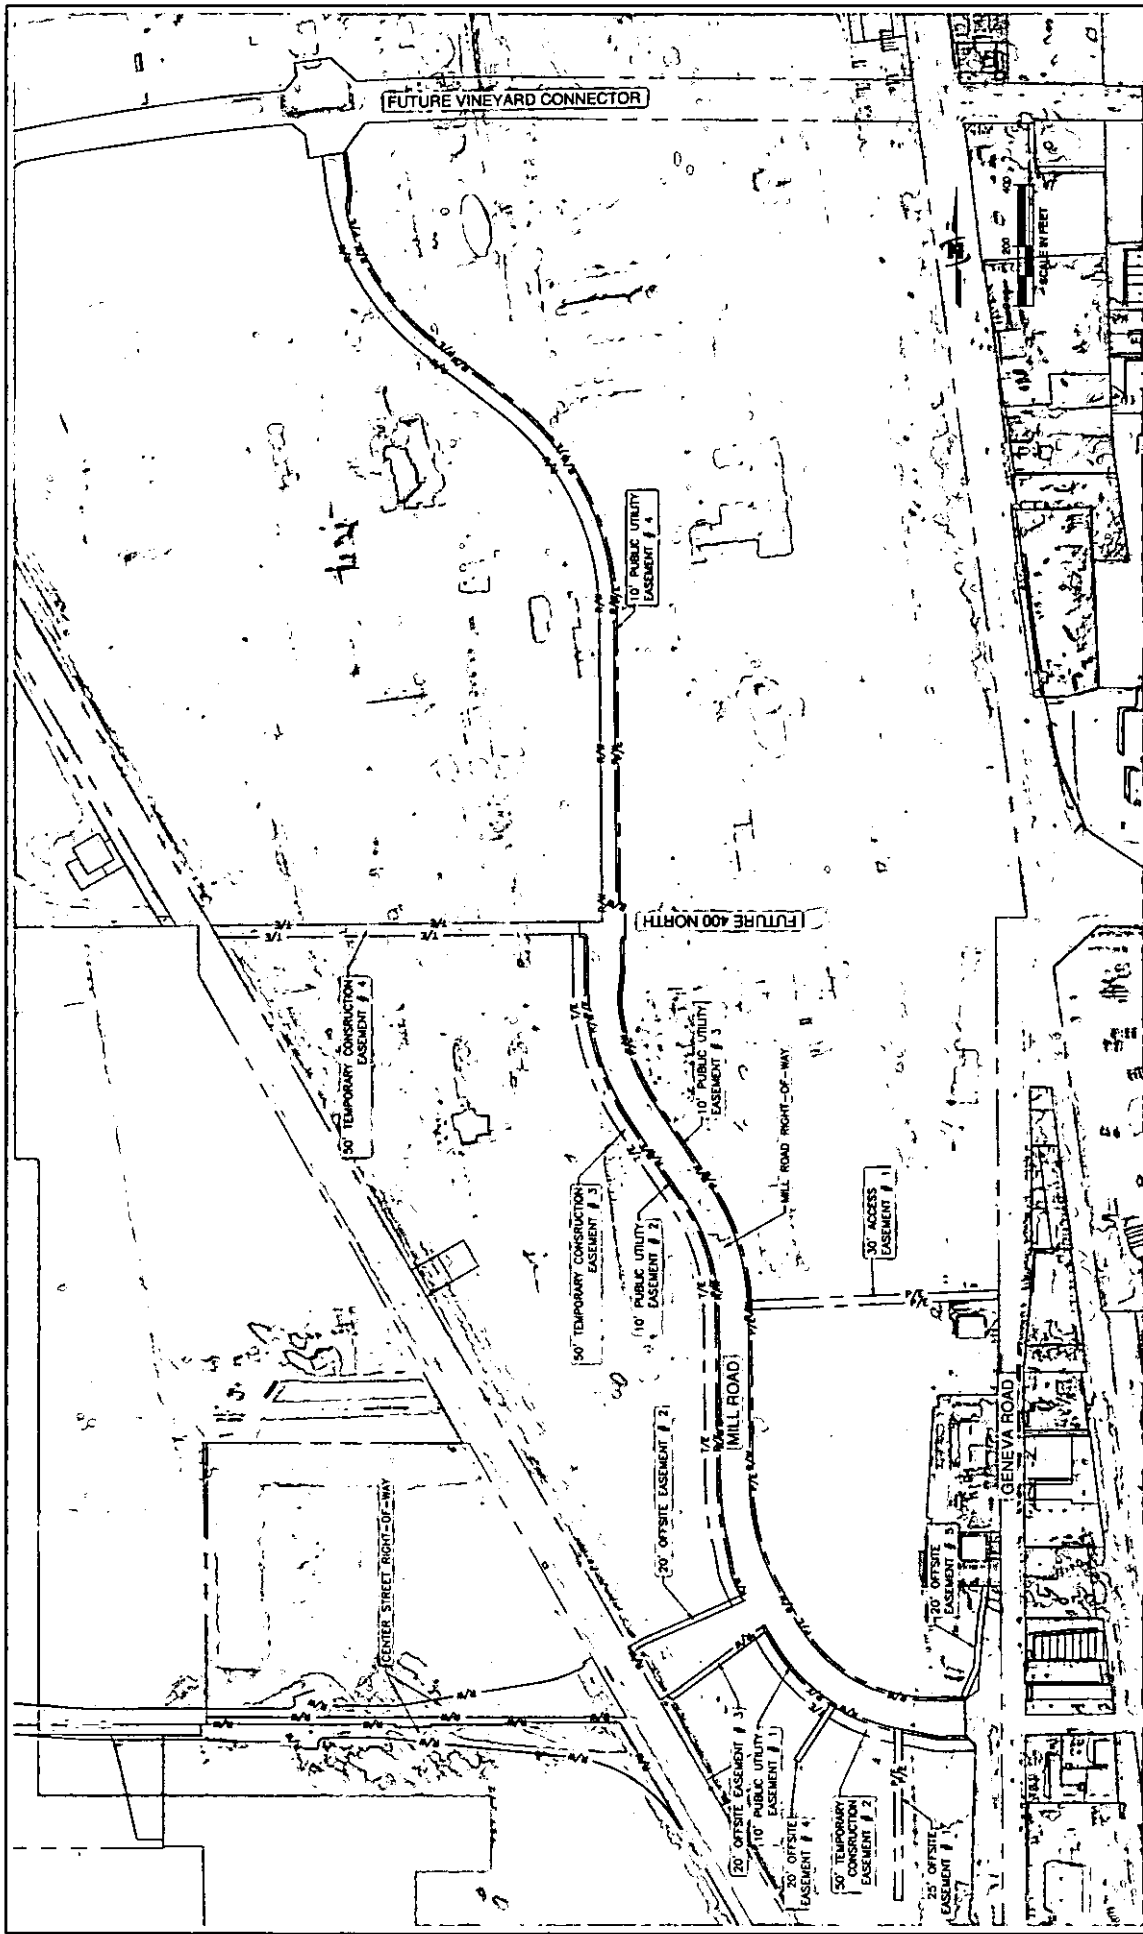 FUTURE VINEYARD CONNECTOR
200
400
SCALE IN FEET
10' PUBLIC UTILITY
EASEMENT # 4
FUTURE 400 NORTH
50' TEMPORARY CONSTRUCTION
EASEMENT # 4
10' PUBLIC UTILITY
EASEMENT # 3
MILL ROAD RIGHT-OF-WAY
50' TEMPORARY CONSRUCTION
EASEMENT # 3
10' PUBLIC UTILITY
EASEMENT # 2
30' ACCESS
EASEMENT # 1
MILL ROAD
GENEVA ROAD
20' OFFSITE EASEMENT # 2
CENTER STREET RIGHT-OF-WAY
20' OFFSITE
EASEMENT # 5
20' OFFSITE EASEMENT # 3
10' PUBLIC UTILITY
EASEMENT # 1
20' OFFSITE
EASEMENT # 4
50' TEMPORARY
CONSTRUCTION
EASEMENT # 2
25' OFFSITE
EASEMENT # 1
T/E
T/E
T/E
T/E
T/E
T/E
T/E
R/W
R/W
R/W
R/W
R/W
R/W
P/E
P/E